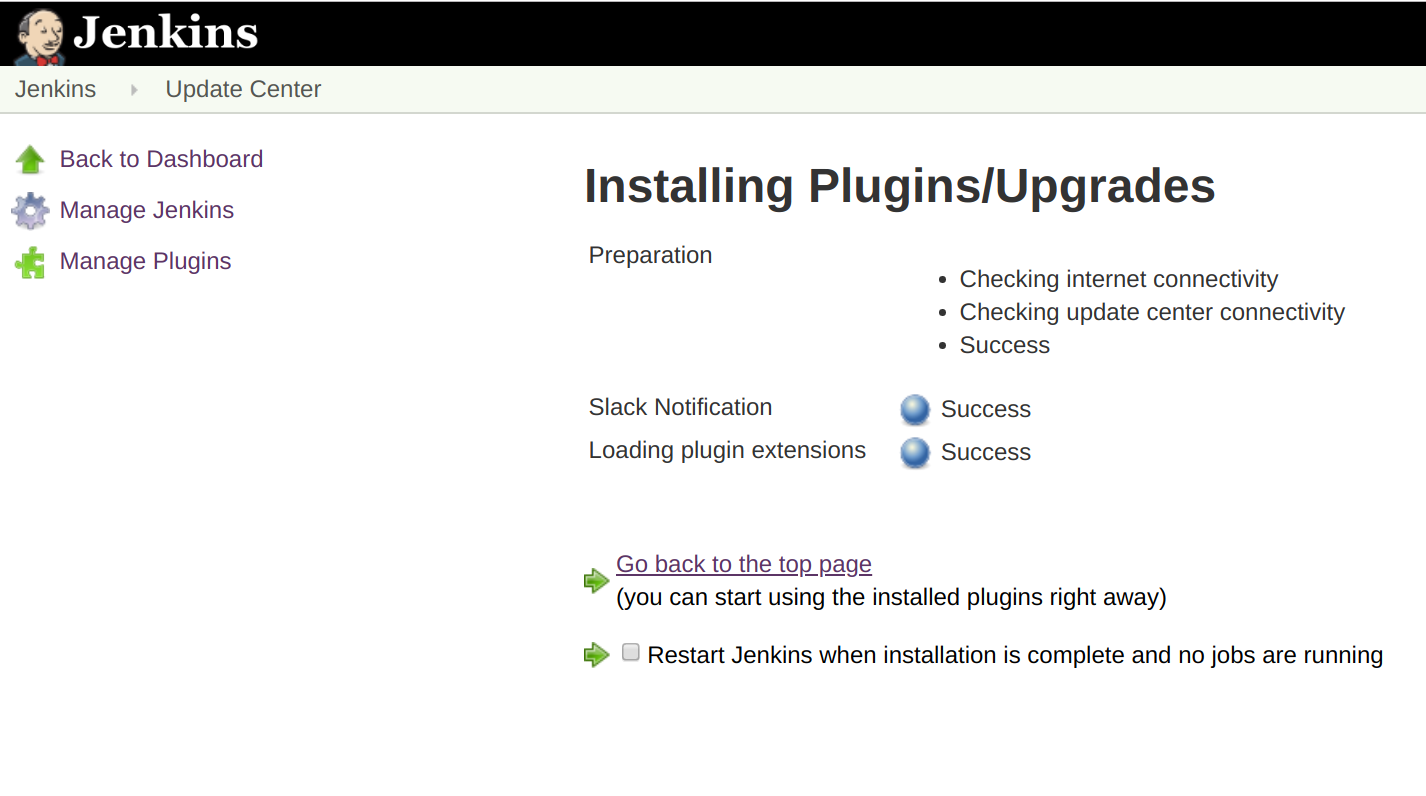 Jenkins
Jenkins Update Center
Back to Dashboard
Manage Jenkins
Manage Plugins
Installing Plugins/Upgrades
Preparation
Checking internet connectivity
Checking update center connectivity
Success
Slack Notification Success
Loading plugin extensions Success
Go back to the top page
(you can start using the installed plugins right away)
Restart Jenkins when installation is complete and no jobs are running